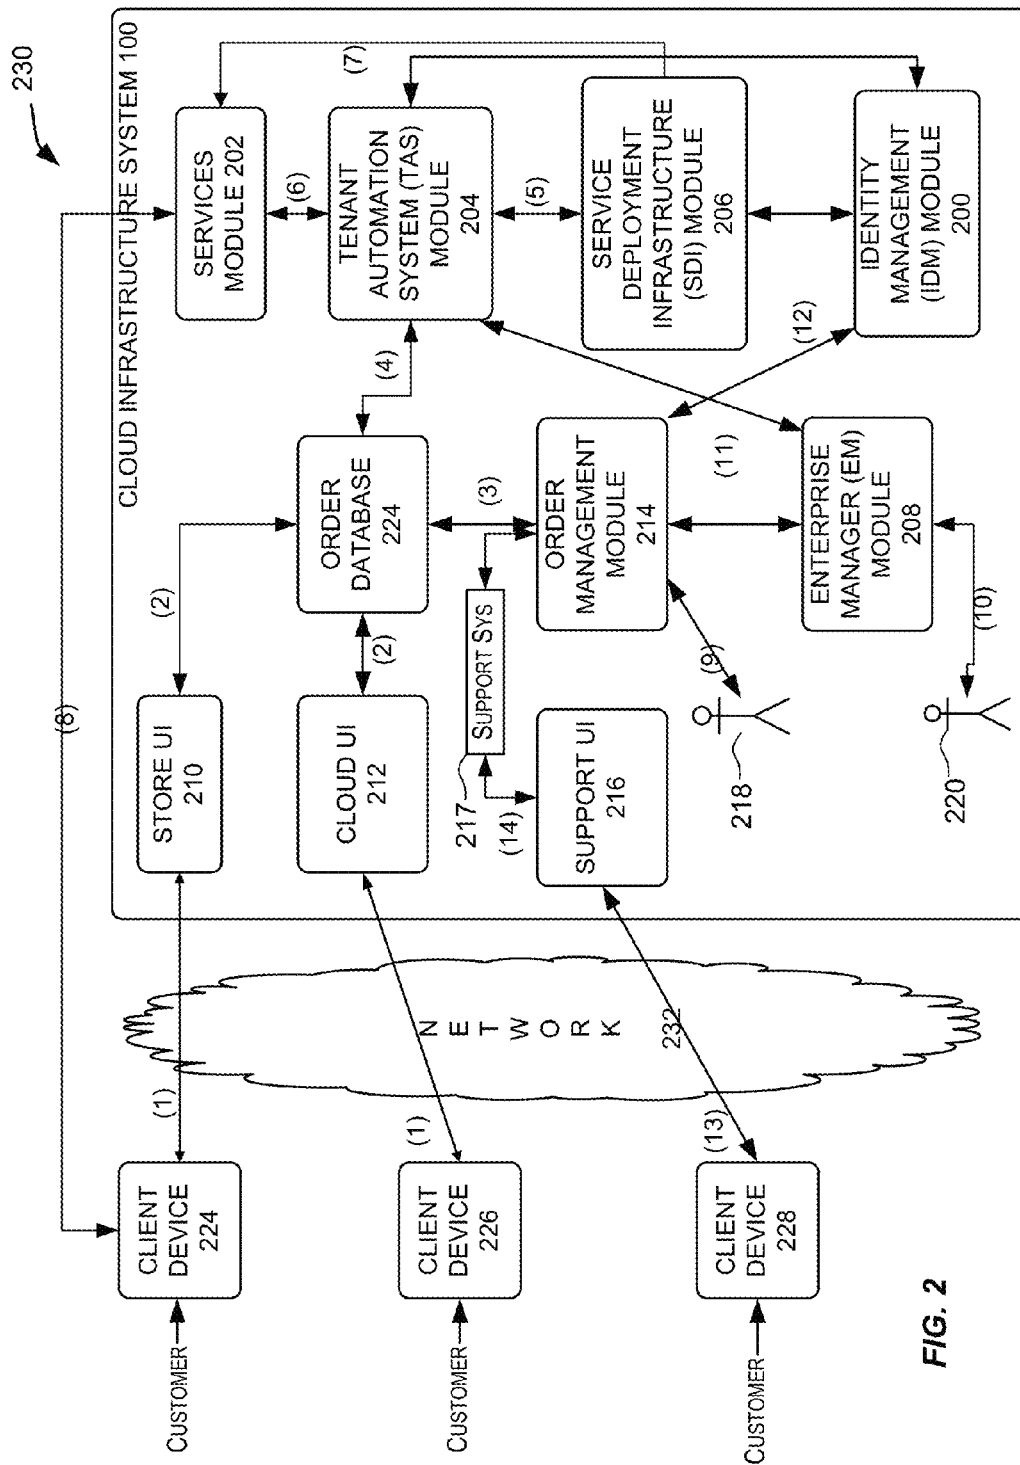 230
CLOUD INFRASTRUCTURE SYSTEM 100
(8)
CUSTOMER
CLIENT
DEVICE
224
(1)
STORE UI
210
(2)
SERVICES
MODULE 202
(6)
(7)
CUSTOMER
CLIENT
DEVICE
226
(1)
NETWORK
232
CLOUD UI
212
(2)
ORDER
DATABASE
224
(4)
TENANT
AUTOMATION
SYSTEM (TAS)
MODULE
204
(3)
(5)
217
SUPPORT SYS
(14)
CUSTOMER
CLIENT
DEVICE
228
(13)
SUPPORT UI
216
ORDER
MANAGEMENT
MODULE
214
SERVICE
DEPLOYMENT
INFRASTRUCTURE
(SDI) MODULE
206
218
(9)
(11)
(12)
220
(10)
ENTERPRISE
MANAGER (EM)
MODULE
208
IDENTITY
MANAGEMENT
(IDM) MODULE
200
FIG. 2